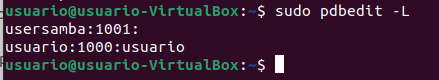 usuario@usuario-VirtualBox:~$ sudo pdbedit -L
usersamba:1001:
usuario:1000:usuario
usuario@usuario-VirtualBox:~$